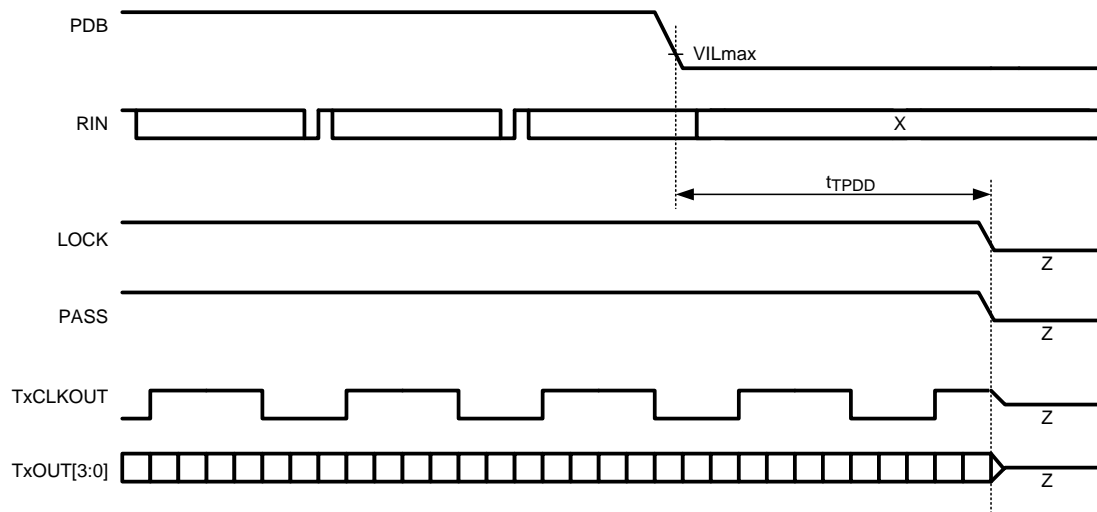 PDB
VILmax
RIN
X
tTPDD
LOCK
Z
PASS
Z
TxCLKOUT
Z
TxOUT[3:0]
Z